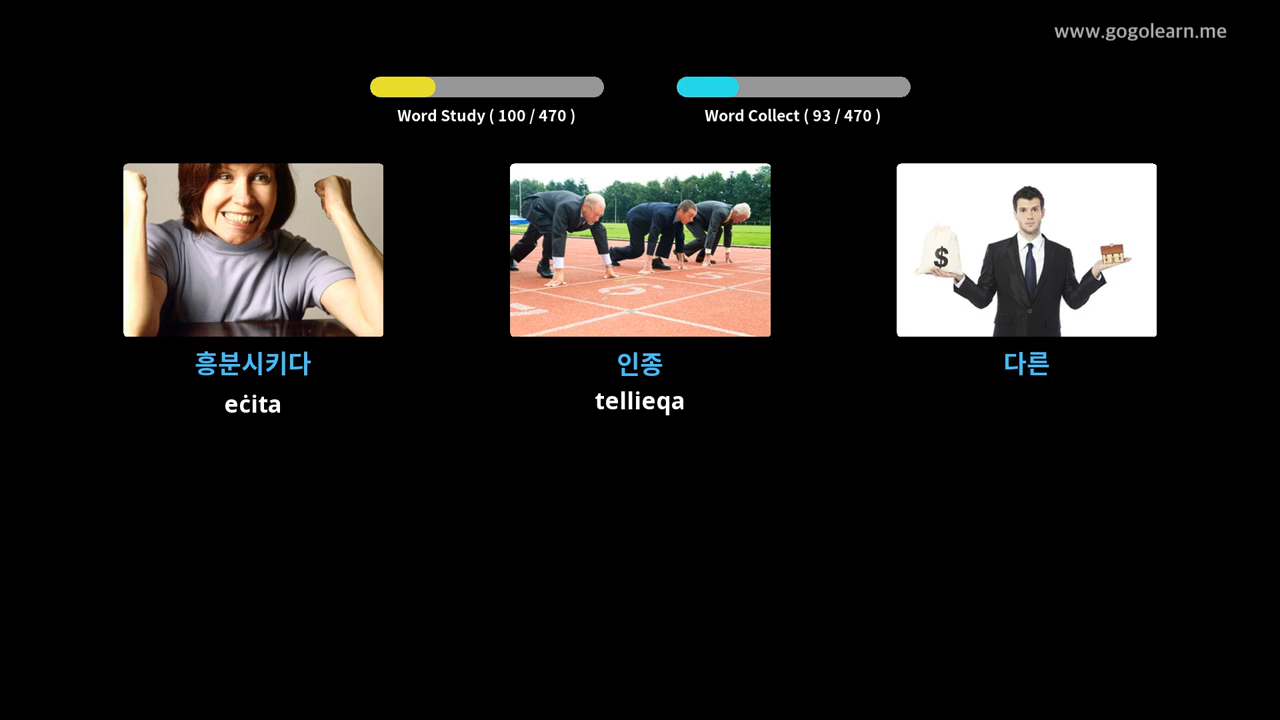 www.gogolearn.me
Word Study ( 100 / 470 )
Word Collect ( 93 / 470 )
흥분시키다
인종
다른
eċita
tellieqa